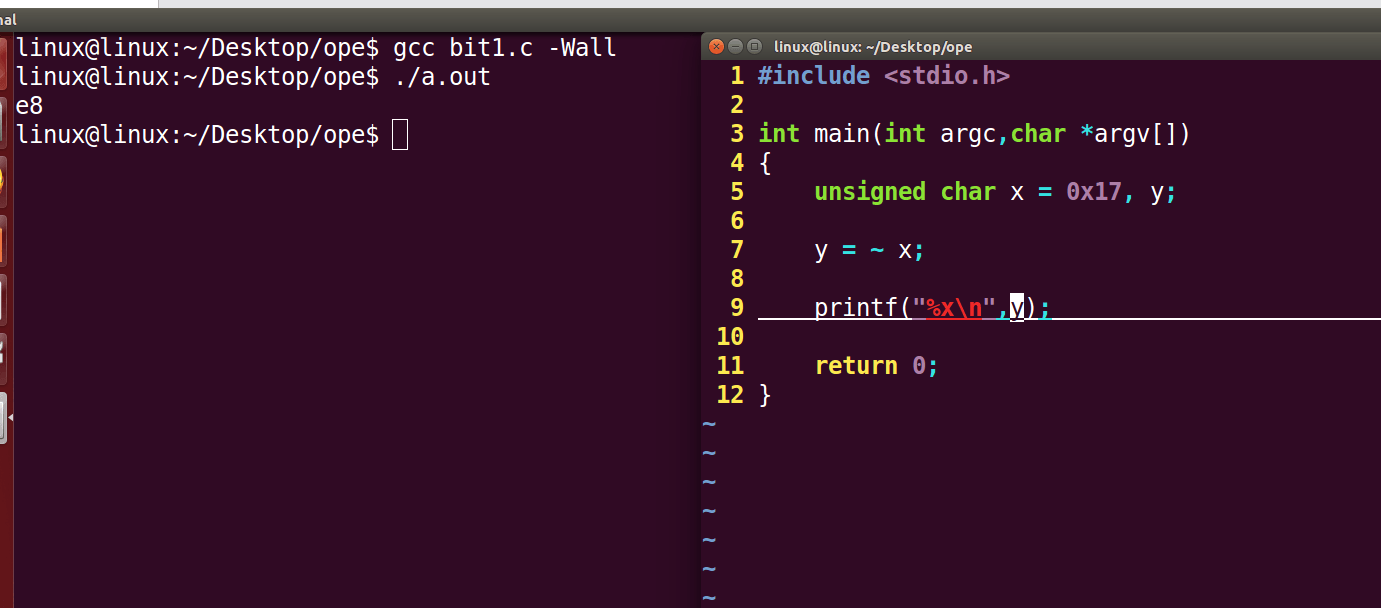 nal
linux@linux:~/Desktop/ope$ gcc bit1.c -Wall
linux@linux:~/Desktop/ope$ ./a.out
e8
linux@linux:~/Desktop/ope$
linux@linux: ~/Desktop/ope
1 #include <stdio.h>
2
3 int main(int argc,char *argv[])
4 {
5     unsigned char x = 0x17, y;
6
7     y = ~ x;
8
9     printf("%x\n",y);
10
11     return 0;
12 }
~
~
~
~
~
~
~